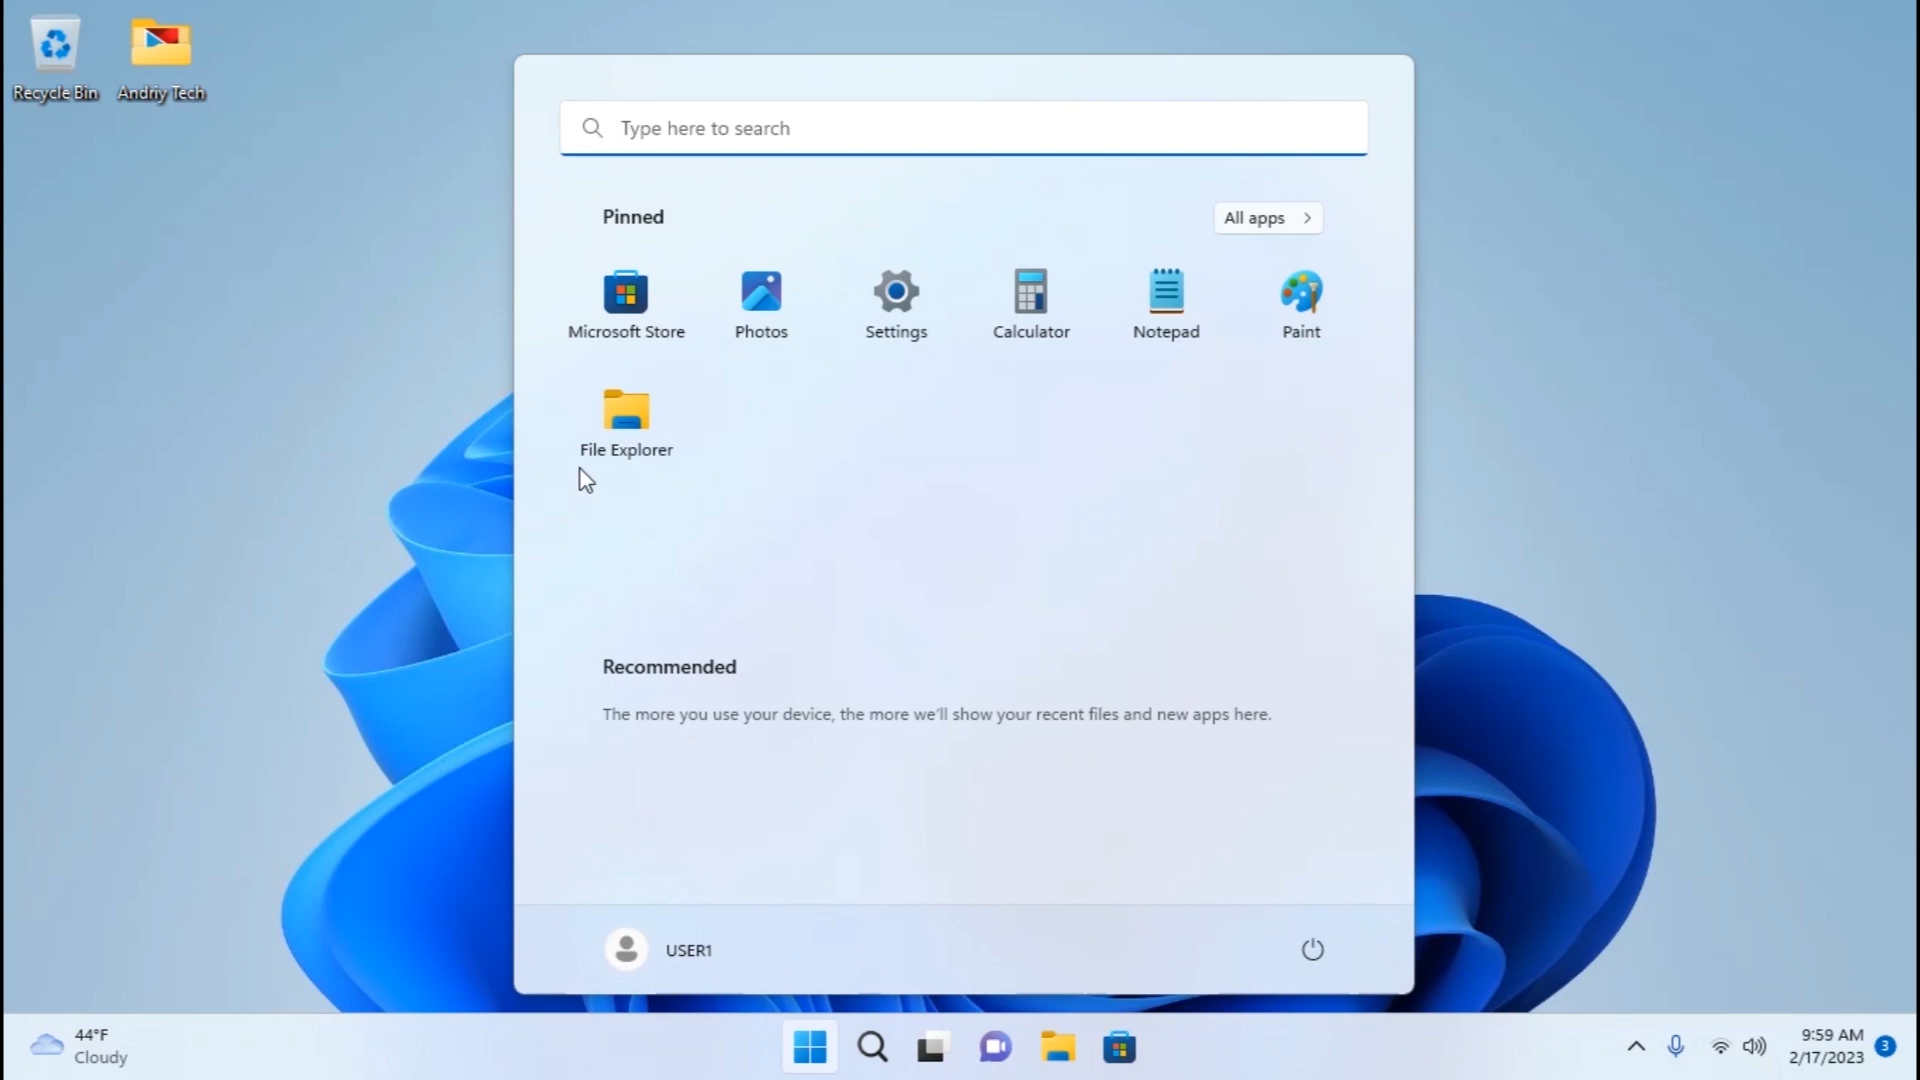 Recycle Bin
Andriy Tech
Type here to search
Pinned
All apps
Microsoft Store
Photos
Settings
Calculator
Notepad
Paint
File Explorer
Recommended
The more you use your device, the more we'll show your recent files and new apps here.
USER1
44°F
Cloudy
9:59 AM
2/17/2023
3